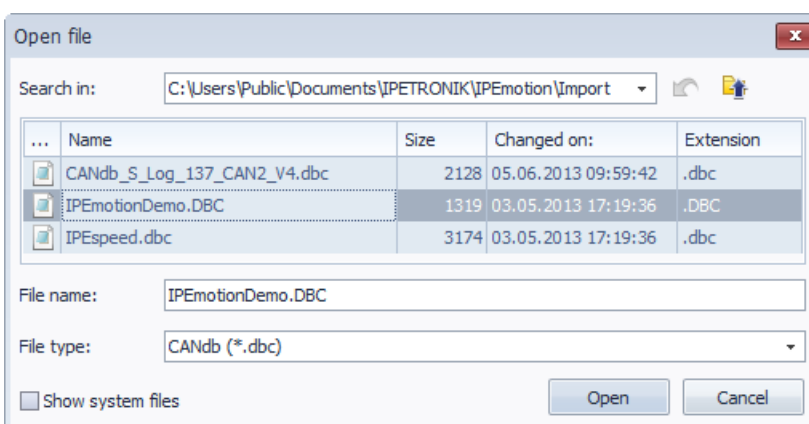 Open file
Search in: C:\Users\Public\Documents\IPETRONIK\IPEmotion\Import
... Name Size Changed on: Extension
CANdb_S_Log_137_CAN2_V4.dbc 2128 05.06.2013 09:59:42 .dbc
IPEmotionDemo.DBC 1319 03.05.2013 17:19:36 .DBC
IPEspeed.dbc 3174 03.05.2013 17:19:36 .dbc
File name: IPEmotionDemo.DBC
File type: CANdb (*.dbc)
Show system files Open Cancel